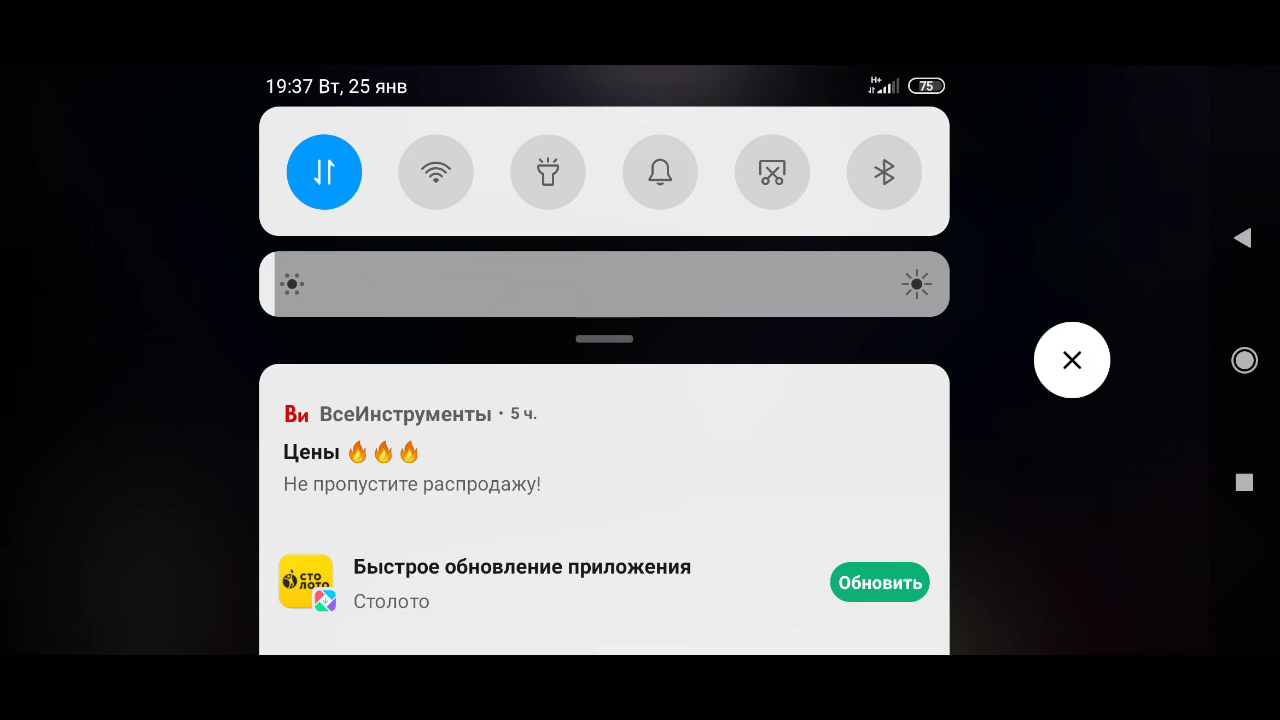 19:37 Вт, 25 янв
H+ 75
Ви ВсеИнструменты · 5 ч.
Цены 🔥🔥🔥
Не пропустите распродажу!
СТО
ЛОТО
Быстрое обновление приложения
Столото
Обновить